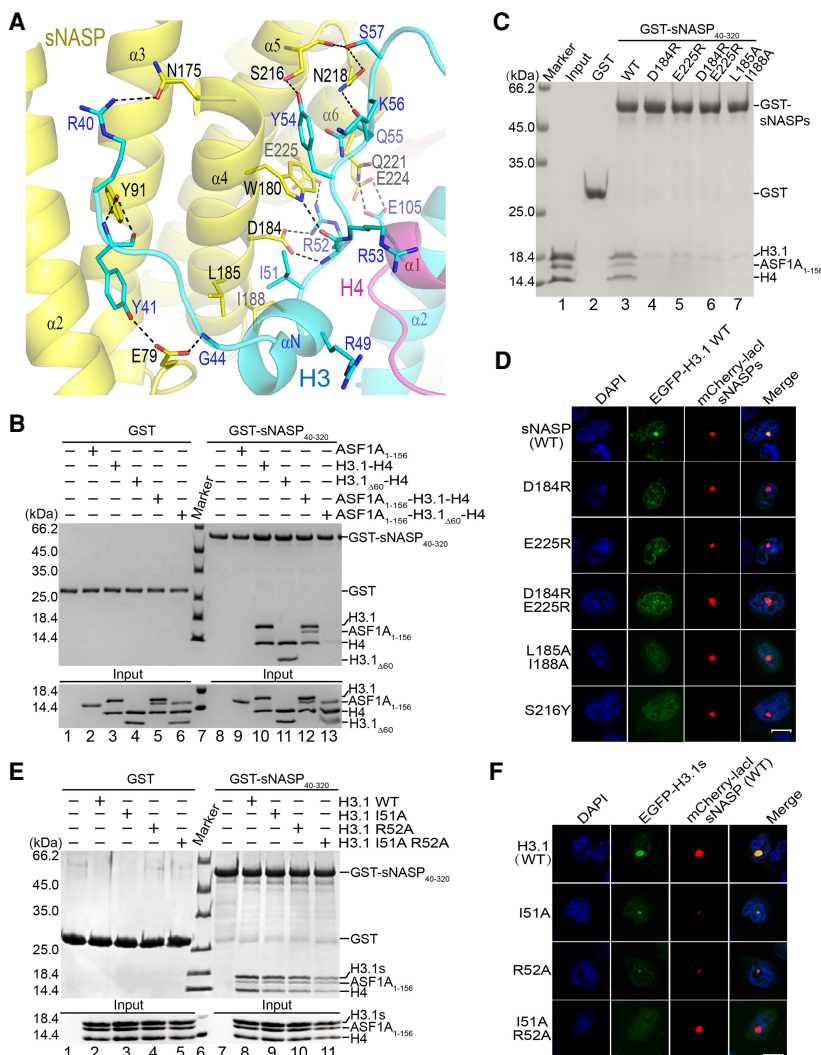 A
sNASP
α3
N175
R40
Y91
α4
α2
Y41
E79
G44
L185
I188
αN
H3
R49
I51
D184
W180
E225
R52
R53
H4
α1
α2
E105
E224
Q221
Q55
K56
α6
Y54
N218
S216
α5
S57
B
GST
GST-sNASP40-320
ASF1A1-156
H3.1-H4
H3.1Δ60-H4
ASF1A1-156-H3.1-H4
ASF1A1-156-H3.1Δ60-H4
(kDa)
Marker
66.2
45.0
35.0
25.0
18.4
14.4
GST-sNASP40-320
GST
H3.1
ASF1A1-156
H4
H3.1Δ60
Input
Input
18.4
14.4
H3.1
ASF1A1-156
H4
H3.1Δ60
1 2 3 4 5 6 7 8 9 10 11 12 13
C
GST-sNASP40-320
(kDa)
Marker
Input
GST
WT
D184R
E225R
D184R E225R
L185A I188A
66.2
45.0
35.0
25.0
18.4
14.4
GST-sNASPs
GST
H3.1
ASF1A1-156
H4
1 2 3 4 5 6 7
D
DAPI
EGFP-H3.1 WT
mCherry-lacI sNASPs
Merge
sNASP
(WT)
D184R
E225R
D184R
E225R
L185A
I188A
S216Y
E
GST
GST-sNASP40-320
H3.1 WT
H3.1 I51A
H3.1 R52A
H3.1 I51A R52A
(kDa)
Marker
66.2
45.0
35.0
25.0
18.4
14.4
GST-sNASP40-320
GST
H3.1s
ASF1A1-156
H4
Input
Input
18.4
14.4
H3.1s
ASF1A1-156
H4
1 2 3 4 5 6 7 8 9 10 11
F
DAPI
EGFP-H3.1s
mCherry-lacI sNASP (WT)
Merge
H3.1
(WT)
I51A
R52A
I51A
R52A